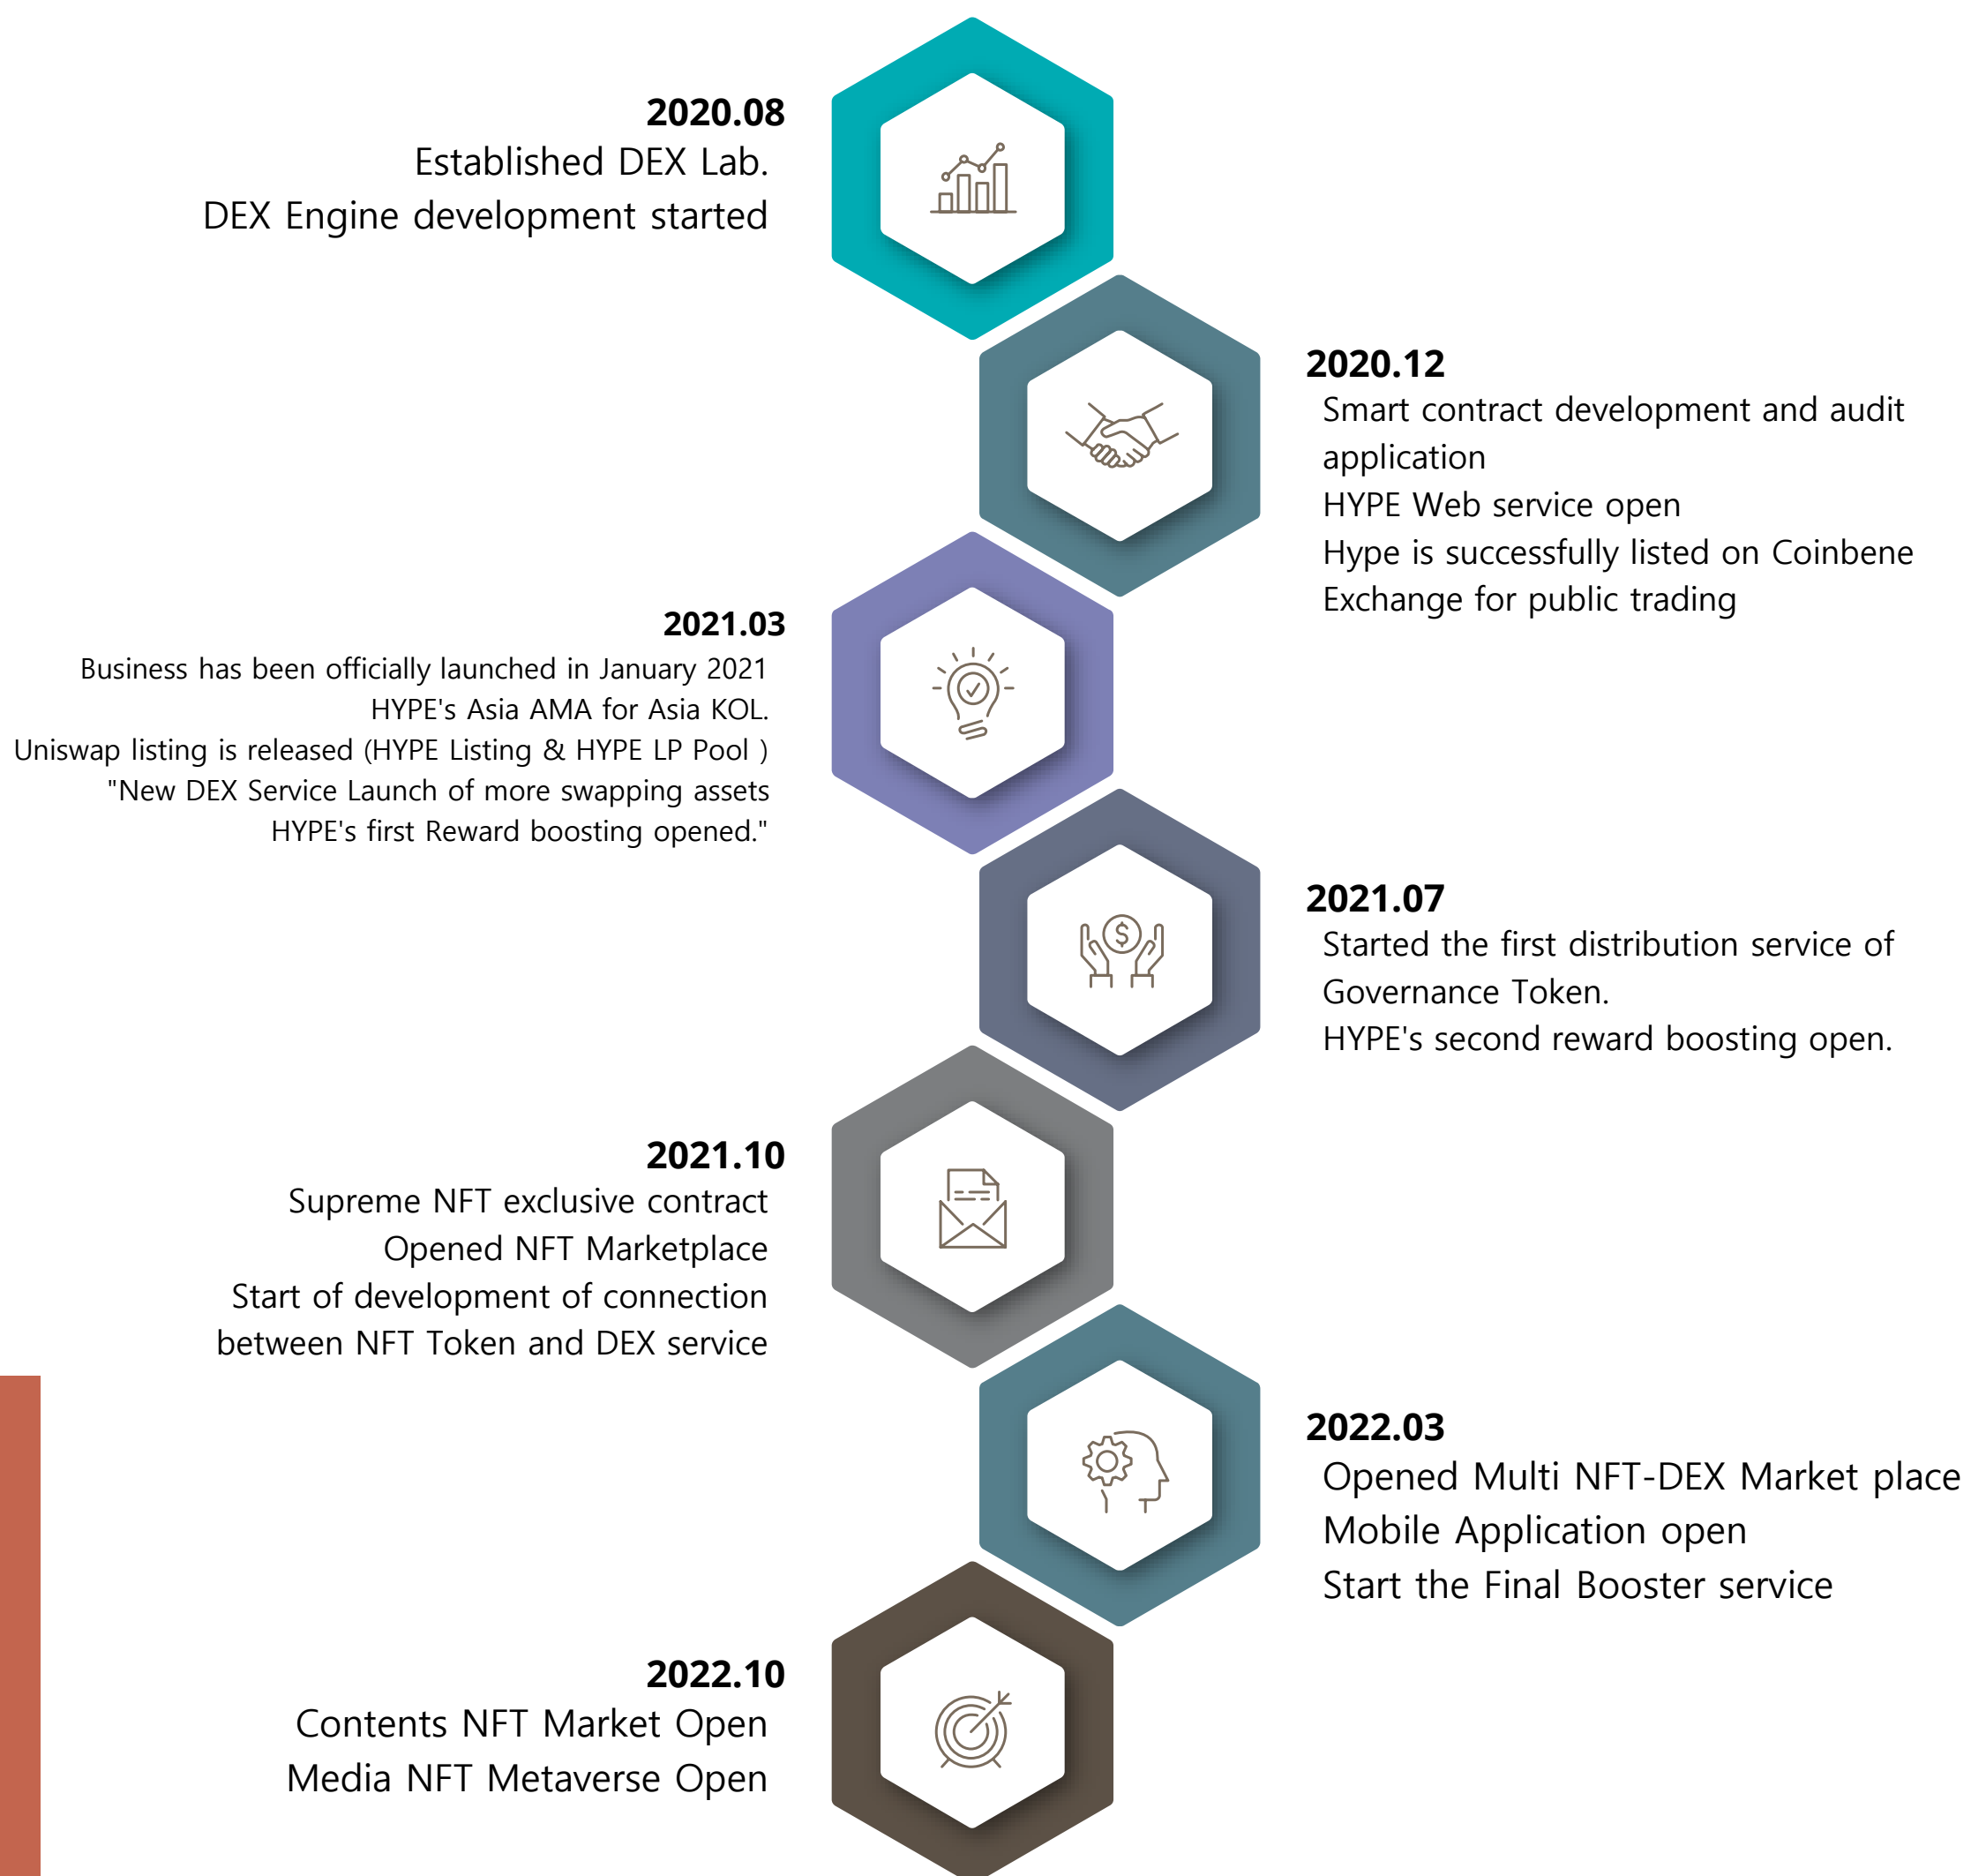 2020.08
Established DEX Lab.
DEX Engine development started
2020.12
Smart contract development and audit
application
HYPE Web service open
Hype is successfully listed on Coinbene
Exchange for public trading
2021.03
Business has been officially launched in January 2021
HYPE's Asia AMA for Asia KOL.
Uniswap listing is released (HYPE Listing & HYPE LP Pool )
"New DEX Service Launch of more swapping assets
HYPE's first Reward boosting opened."
2021.07
Started the first distribution service of
Governance Token.
HYPE's second reward boosting open.
2021.10
Supreme NFT exclusive contract
Opened NFT Marketplace
Start of development of connection
between NFT Token and DEX service
2022.03
Opened Multi NFT-DEX Market place
Mobile Application open
Start the Final Booster service
2022.10
Contents NFT Market Open
Media NFT Metaverse Open